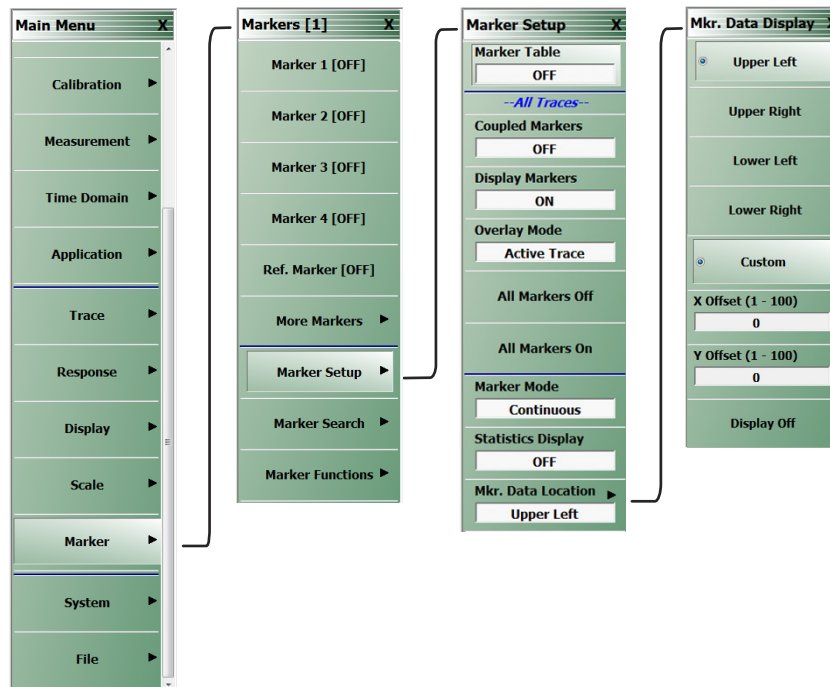 Main Menu X
Calibration
Measurement
Time Domain
Application
Trace
Response
Display
Scale
Marker
System
File
Markers [1] X
Marker 1 [OFF]
Marker 2 [OFF]
Marker 3 [OFF]
Marker 4 [OFF]
Ref. Marker [OFF]
More Markers
Marker Setup
Marker Search
Marker Functions
Marker Setup X
Marker Table
OFF
--All Traces--
Coupled Markers
OFF
Display Markers
ON
Overlay Mode
Active Trace
All Markers Off
All Markers On
Marker Mode
Continuous
Statistics Display
OFF
Mkr. Data Location
Upper Left
Mkr. Data Display X
Upper Left
Upper Right
Lower Left
Lower Right
Custom
X Offset (1 - 100)
0
Y Offset (1 - 100)
0
Display Off